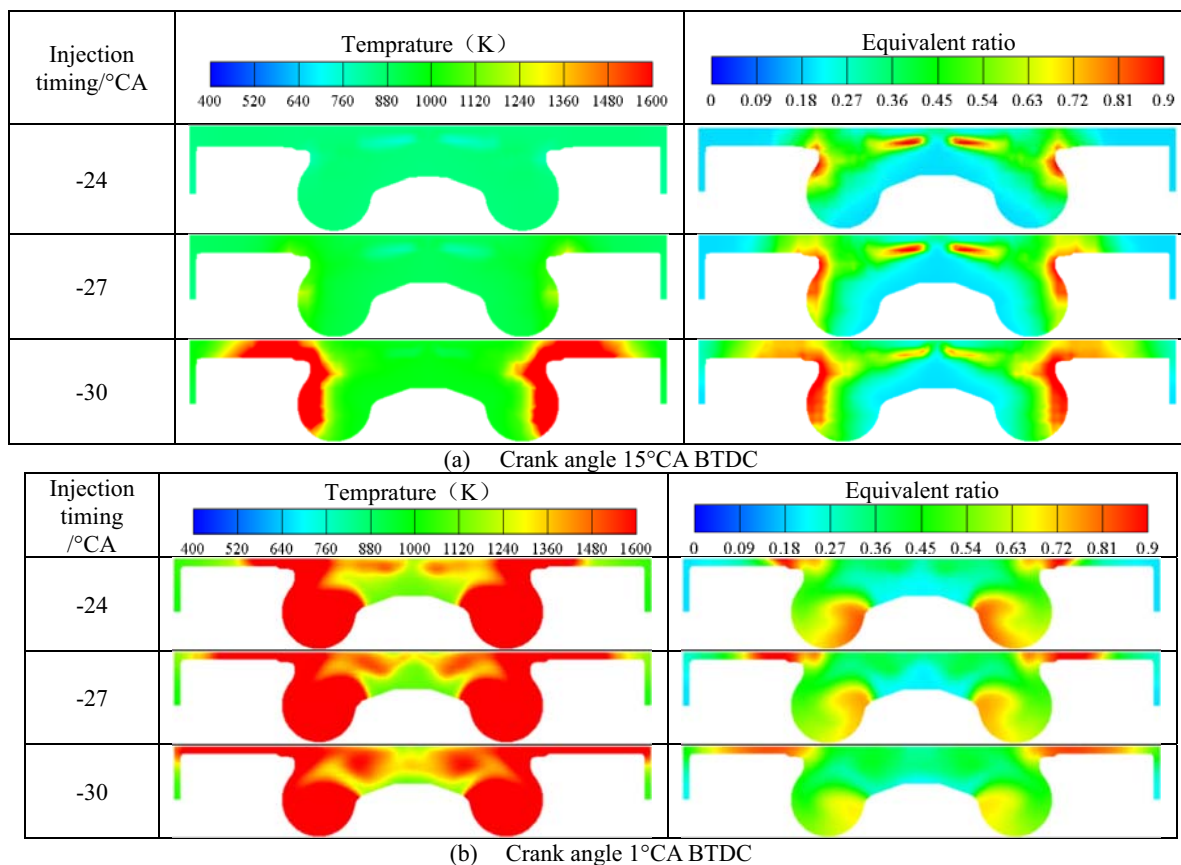 Injection
timing/°CA
Temprature（K）
400 520 640 760 880 1000 1120 1240 1360 1480 1600
Equivalent ratio
0 0.09 0.18 0.27 0.36 0.45 0.54 0.63 0.72 0.81 0.9
-24
-27
-30
(a) Crank angle 15°CA BTDC
Injection
timing
/°CA
Temprature（K）
400 520 640 760 880 1000 1120 1240 1360 1480 1600
Equivalent ratio
0 0.09 0.18 0.27 0.36 0.45 0.54 0.63 0.72 0.81 0.9
-24
-27
-30
(b) Crank angle 1°CA BTDC